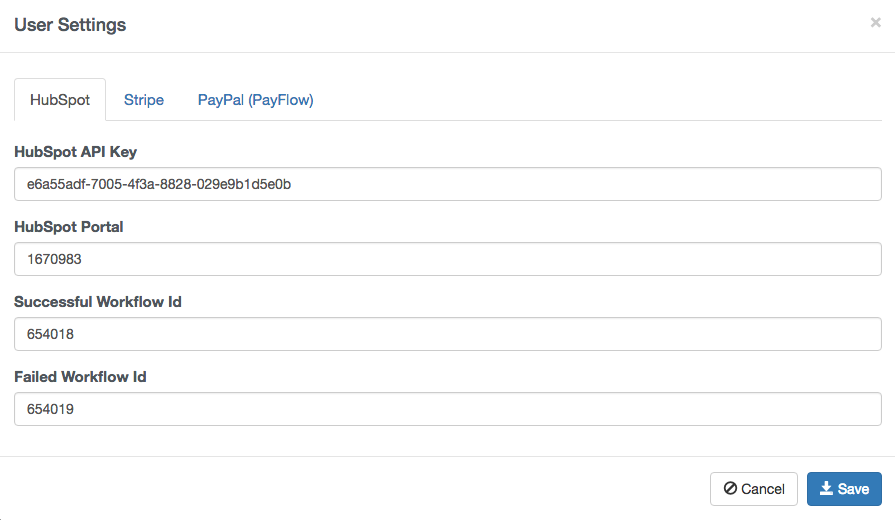 User Settings ×
HubSpot Stripe PayPal (PayFlow)
HubSpot API Key
e6a55adf-7005-4f3a-8828-029e9b1d5e0b
HubSpot Portal
1670983
Successful Workflow Id
654018
Failed Workflow Id
654019
Cancel Save